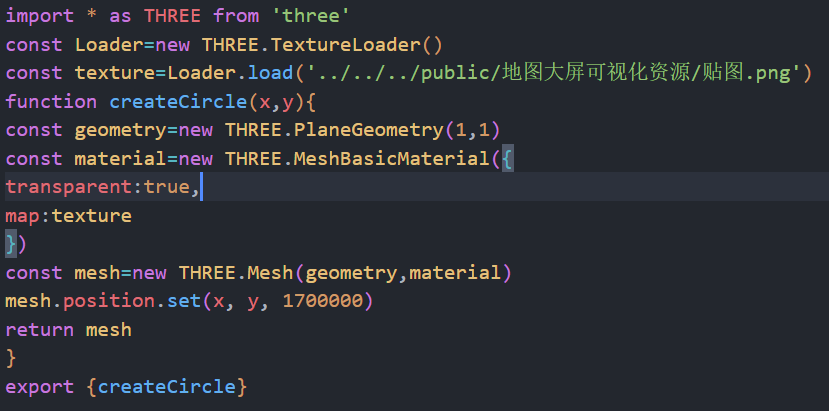 import * as THREE from 'three'
const Loader=new THREE.TextureLoader()
const texture=Loader.load('../../../public/地图大屏可视化资源/贴图.png')
function createCircle(x,y){
const geometry=new THREE.PlaneGeometry(1,1)
const material=new THREE.MeshBasicMaterial({
transparent:true,
map:texture
})
const mesh=new THREE.Mesh(geometry,material)
mesh.position.set(x, y, 1700000)
return mesh
}
export {createCircle}